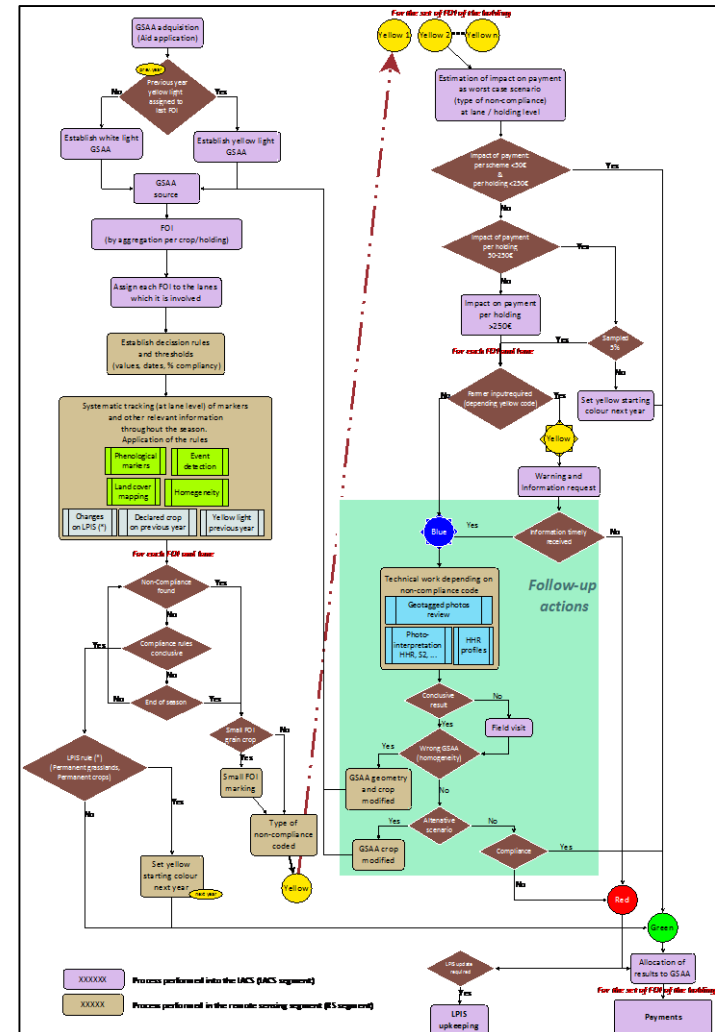 GSAA acquisition
(Aid application)
prev year
Previous year
yellow light
assigned to
last FOI
No
Yes
Establish white light
GSAA
Establish yellow light
GSAA
GSAA
source
FOI
(by aggregation per crop/holding)
Assign each FOI to the lanes
which it is involved
Establish decission rules
and thresholds
(values, dates, % compliancy)
Systematic tracking (at lane level) of markers
and other relevant information
throughout the season.
Application of the rules
Phenological
markers
Event
detection
Land cover
mapping
Homegeneity
Changes
on LPIS (*)
Declared crop
on previous year
Yellow light
previous year
For each FOI and lane
Non-Compliance
found
Yes
No
Compliance rules
conclusive
Yes
No
End of season
Yes
Small FOI
grain crop
No
Yes
Small FOI
marking
LPIS rule (*)
(Permanent grasslands,
Permanent crops)
No
Yes
Type of
non-compliance
coded
Yellow
Set yellow
starting colour
next year
next year
For the set of FOI of the holding
Yellow 1
Yellow 2
Yellow n
Estimation of impact on payment
as worst case scenario
(type of non-compliance)
at lane / holding level
Impact of payment
per scheme <50€
&
per holding <250€
Yes
No
Impact of payment
per holding
50-250€
Yes
No
Impact on payment
per holding
>250€
Sampled
5%
Yes
No
For each FOI and lane
Set yellow starting
colour next year
Farmer input required
(depending yellow code)
No
Yes
Yellow
Warning and
Information request
Information timely
received
Yes
No
Blue
Follow-up
actions
Technical work depending on
non-compliance code
Geotagged photos
review
Photo-
interpretation
HHR, S2, ...
HHR
profiles
Conclusive
result
No
Yes
Field visit
Wrong GSAA
(homogeneity)
Yes
No
GSAA geometry
and crop
modified
Alternative
scenario
Yes
No
GSAA crop
modified
Compliance
Yes
No
Red
Green
LPIS update
required
Yes
Allocation of
results to GSAA
For the set of FOI of the holding
LPIS
upkeeping
Payments
XXXXXX
Process performed into the IACS (IACS segment)
XXXXX
Process performed in the remote sensing segment (RS segment)